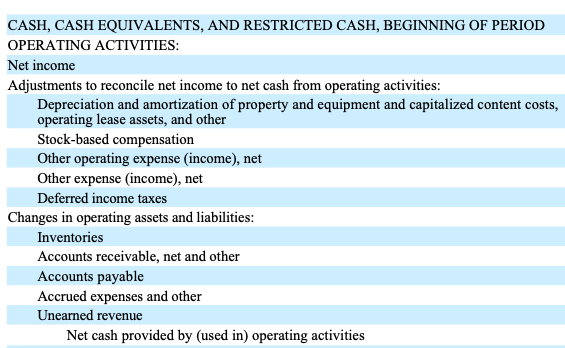 CASH, CASH EQUIVALENTS, AND RESTRICTED CASH, BEGINNING OF PERIOD
OPERATING ACTIVITIES:
Net income
Adjustments to reconcile net income to net cash from operating activities:
Depreciation and amortization of property and equipment and capitalized content costs,
operating lease assets, and other
Stock-based compensation
Other operating expense (income), net
Other expense (income), net
Deferred income taxes
Changes in operating assets and liabilities:
Inventories
Accounts receivable, net and other
Accounts payable
Accrued expenses and other
Unearned revenue
Net cash provided by (used in) operating activities